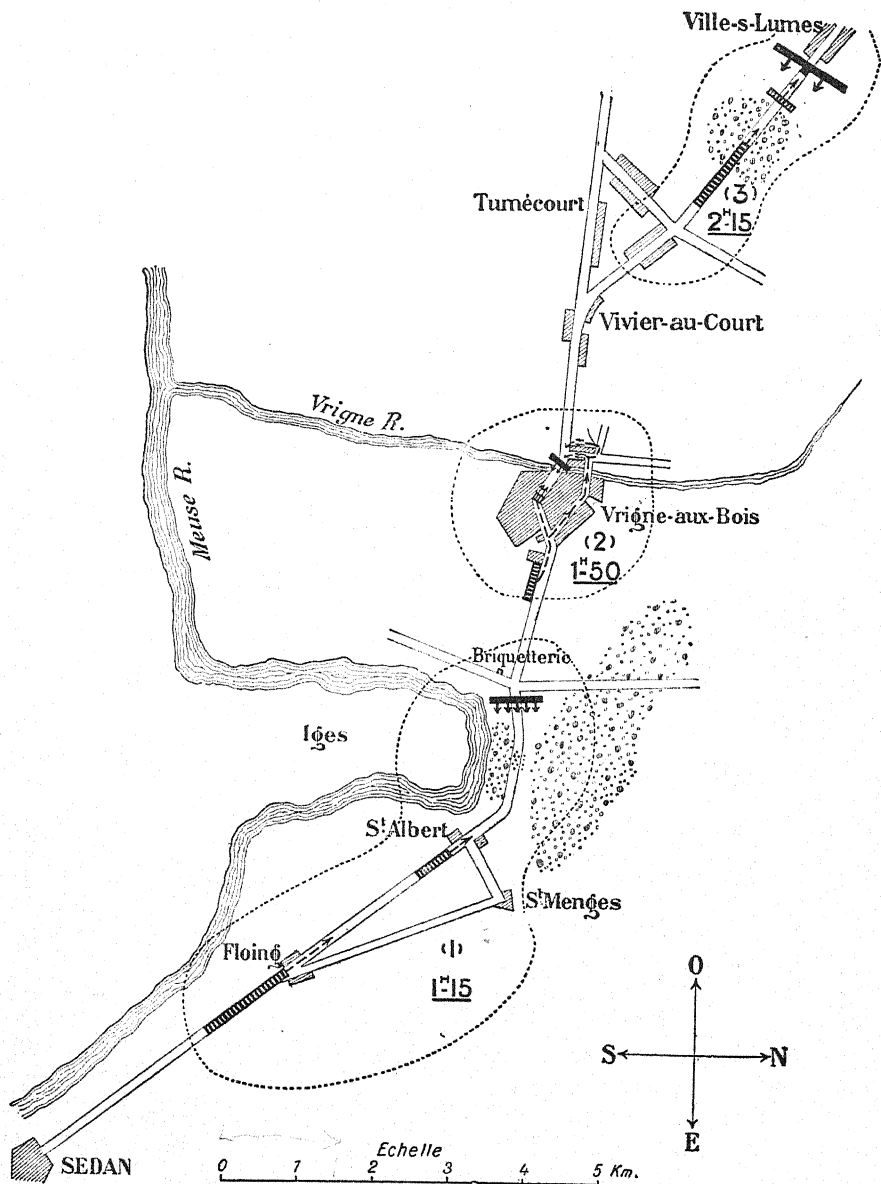 Ville-s-Lumes
(3)
2H15
Tumécourt
Vivier-au-Court
Vrigne R.
Meuse R.
Vrigne-aux-Bois
(2)
1H50
Briquetterie
Iges
St Albert
St Menges
Floing
(1)
1H15
O
S N
E
SEDAN
Echelle
0 1 2 3 4 5 Km.